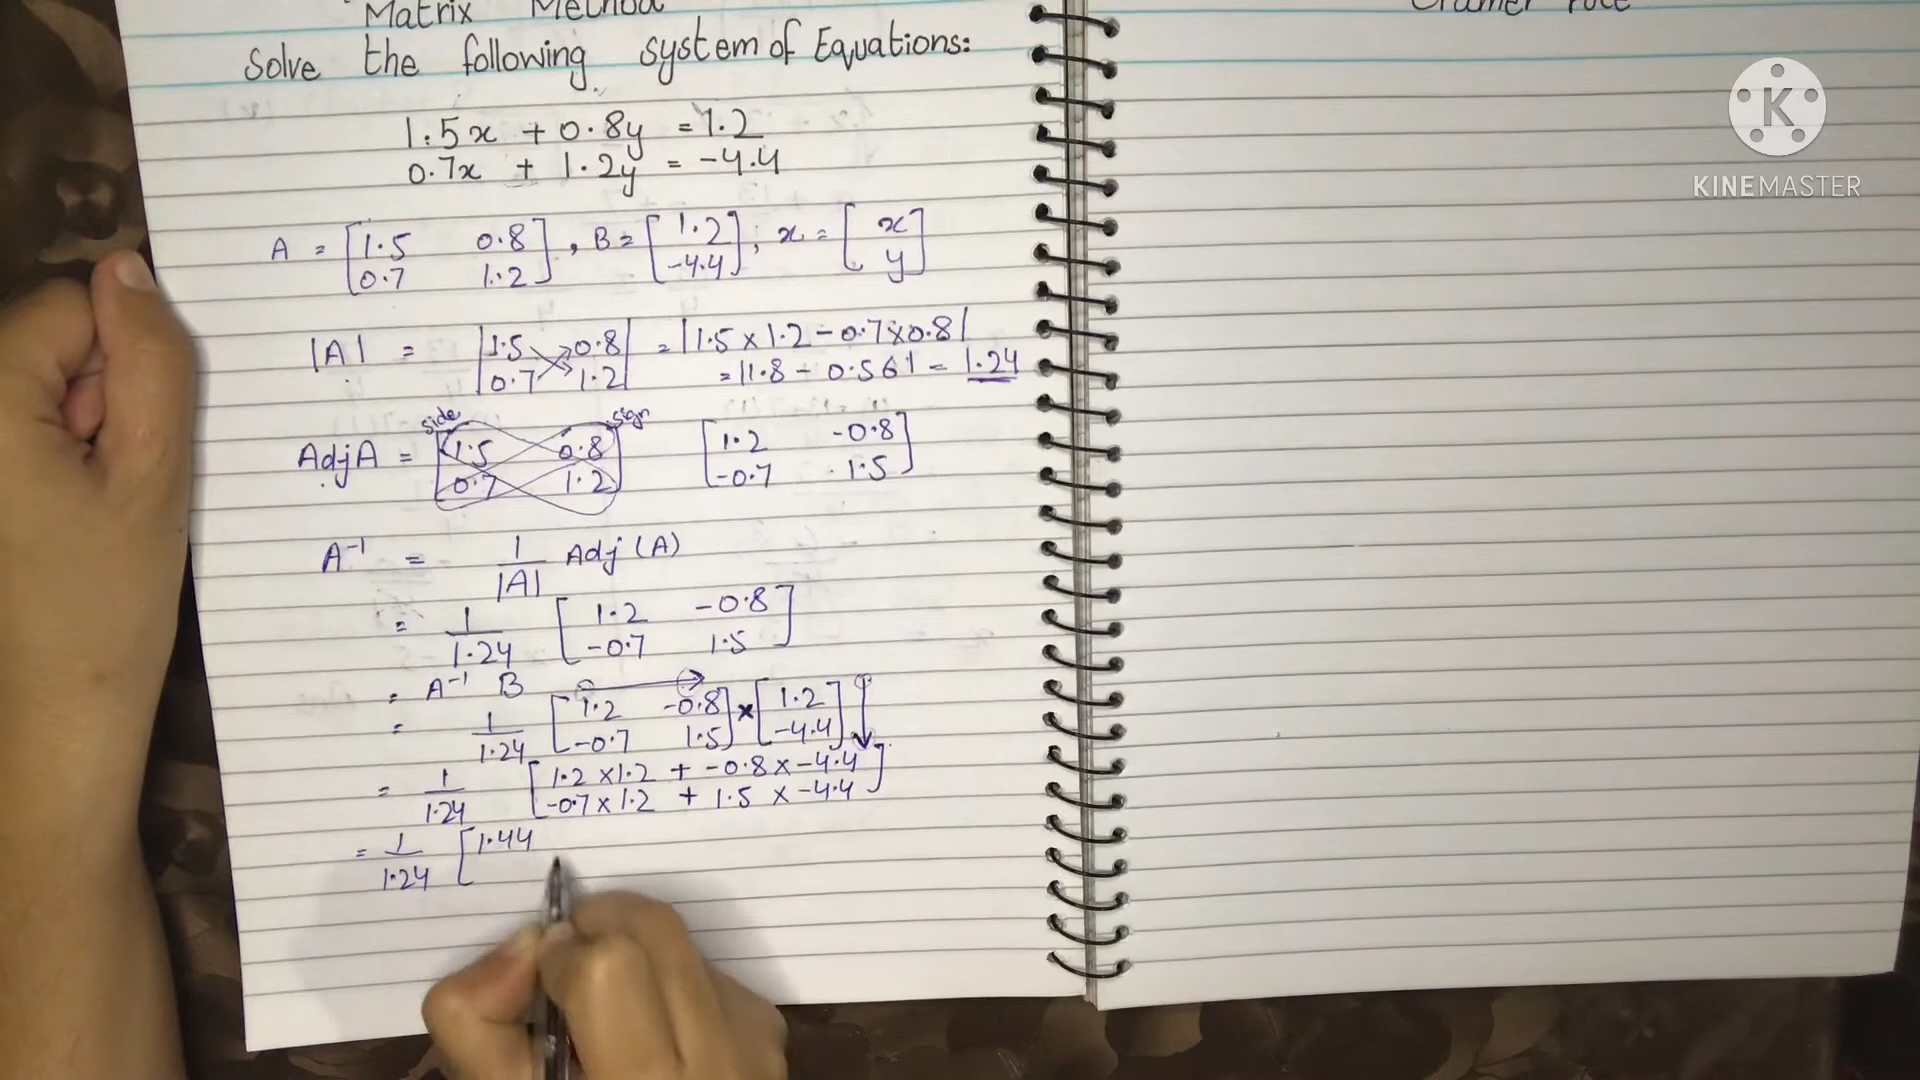 Matrix Method
Solve the following system of Equations:
1.5x + 0.8y = 1.2
0.7x + 1.2y = -4.4
A = [1.5 0.8
0.7 1.2], B = [1.2
-4.4], x = [x
y]
|A| = |1.5 0.8
0.7 1.2| = |1.5 × 1.2 - 0.7 × 0.8|
= |1.8 - 0.56| = 1.24
side sign
Adj A = [1.5 0.8
0.7 1.2] [1.2 -0.8
-0.7 1.5]
A⁻¹ = 1/|A| Adj (A)
= 1/1.24 [1.2 -0.8
-0.7 1.5]
= A⁻¹ B
= 1/1.24 [1.2 -0.8
-0.7 1.5] × [1.2
-4.4]
= 1/1.24 [1.2 × 1.2 + -0.8 × -4.4
-0.7 × 1.2 + 1.5 × -4.4]
= 1/1.24 [1.44
K
KINEMASTER